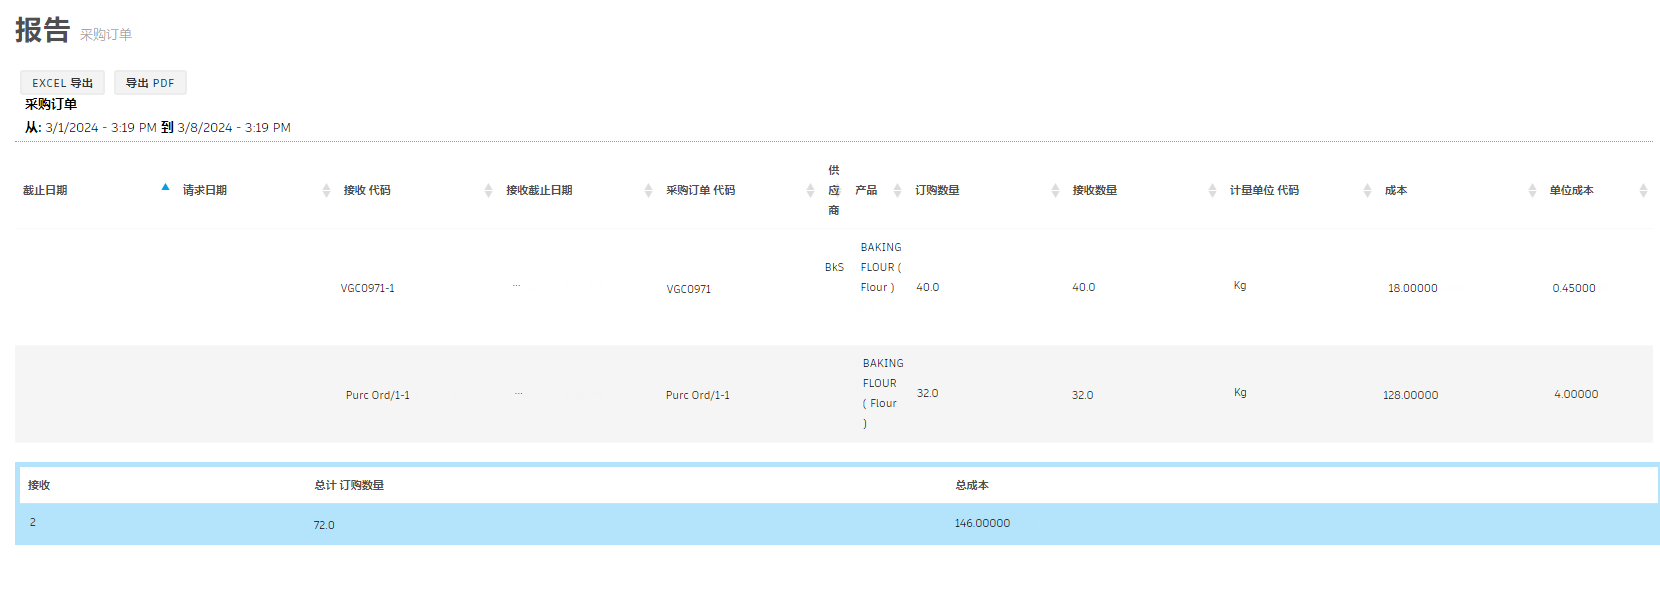 报告 采购订单
EXCEL 导出 导出 PDF
采购订单
从: 3/1/2024 - 3:19 PM 到 3/8/2024 - 3:19 PM
截止日期 请求日期 接收 代码 接收截止日期 采购订单 代码 供应商 产品 订购数量 接收数量 计量单位 代码 成本 单位成本
VGC0971-1 ... VGC0971 BkS BAKING FLOUR ( Flour ) 40.0 40.0 Kg 18.00000 0.45000
Purc Ord/1-1 ... Purc Ord/1-1 BAKING FLOUR ( Flour ) 32.0 32.0 Kg 128.00000 4.00000
接收 总计 订购数量 总成本
2 72.0 146.00000